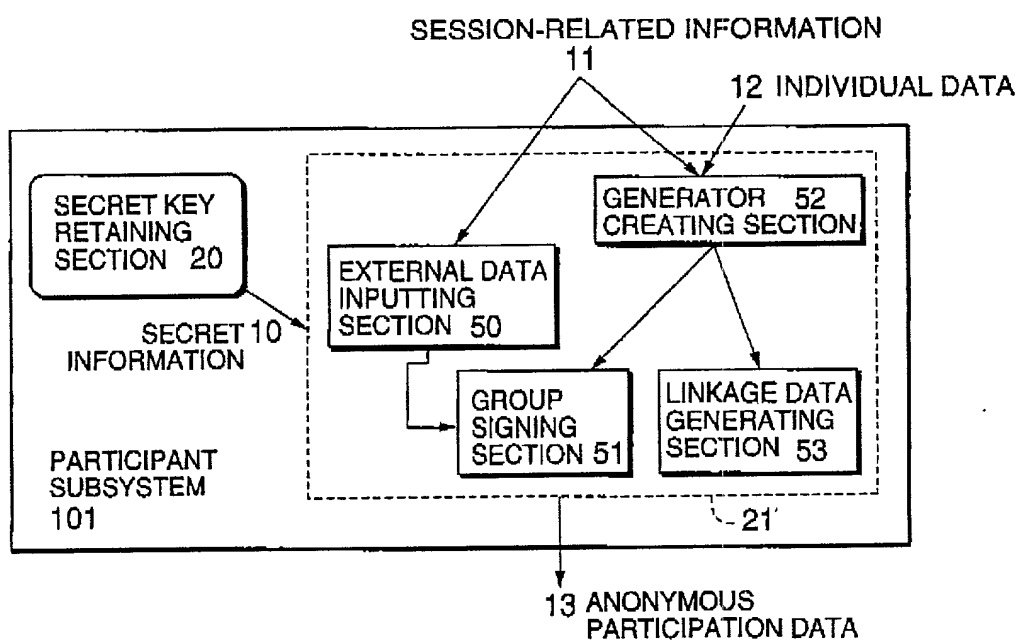 SESSION-RELATED INFORMATION
11
12 INDIVIDUAL DATA
SECRET KEY
RETAINING
SECTION 20
GENERATOR 52
CREATING SECTION
EXTERNAL DATA
INPUTTING
SECTION 50
SECRET 10
INFORMATION
GROUP
SIGNING
SECTION 51
LINKAGE DATA
GENERATING
SECTION 53
PARTICIPANT
SUBSYSTEM
101
21
13 ANONYMOUS
PARTICIPATION DATA